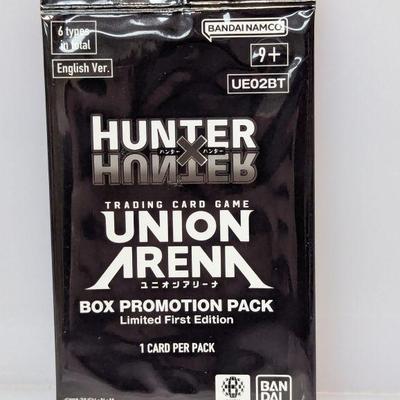 6 types
in total
English Ver.
BANDAI NAMCO
9+
UE02BT
HUNTER
×
ハンター ハンター
HUNTER
TRADING CARD GAME
UNION
ARENA
ユニオンアリーナ
BOX PROMOTION PACK
Limited First Edition
1 CARD PER PACK
BAN
DAI